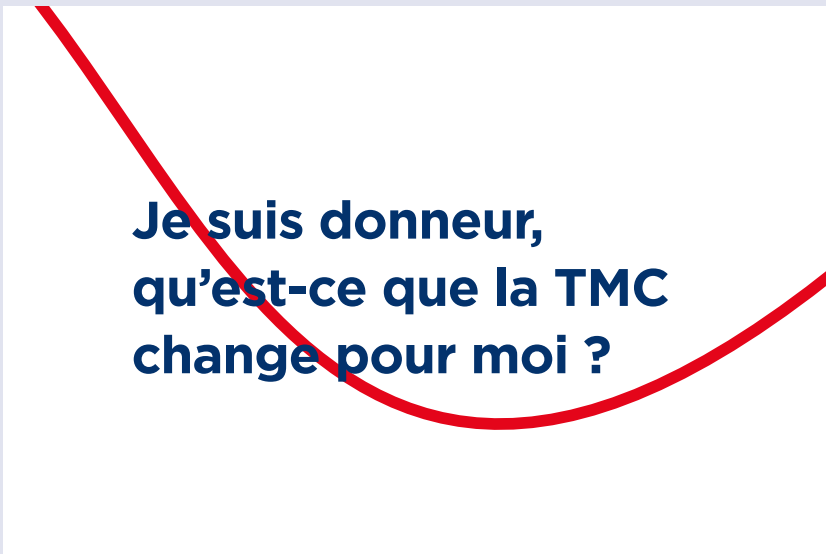 Je suis donneur,
qu’est-ce que la TMC
change pour moi ?